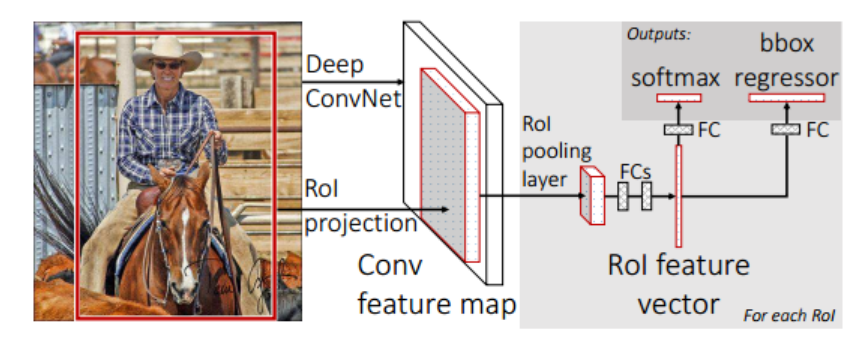 Deep
ConvNet
RoI
projection
Conv
feature map
RoI
pooling
layer
FCs
RoI feature
vector
For each RoI
Outputs:
softmax
bbox
regressor
FC
FC